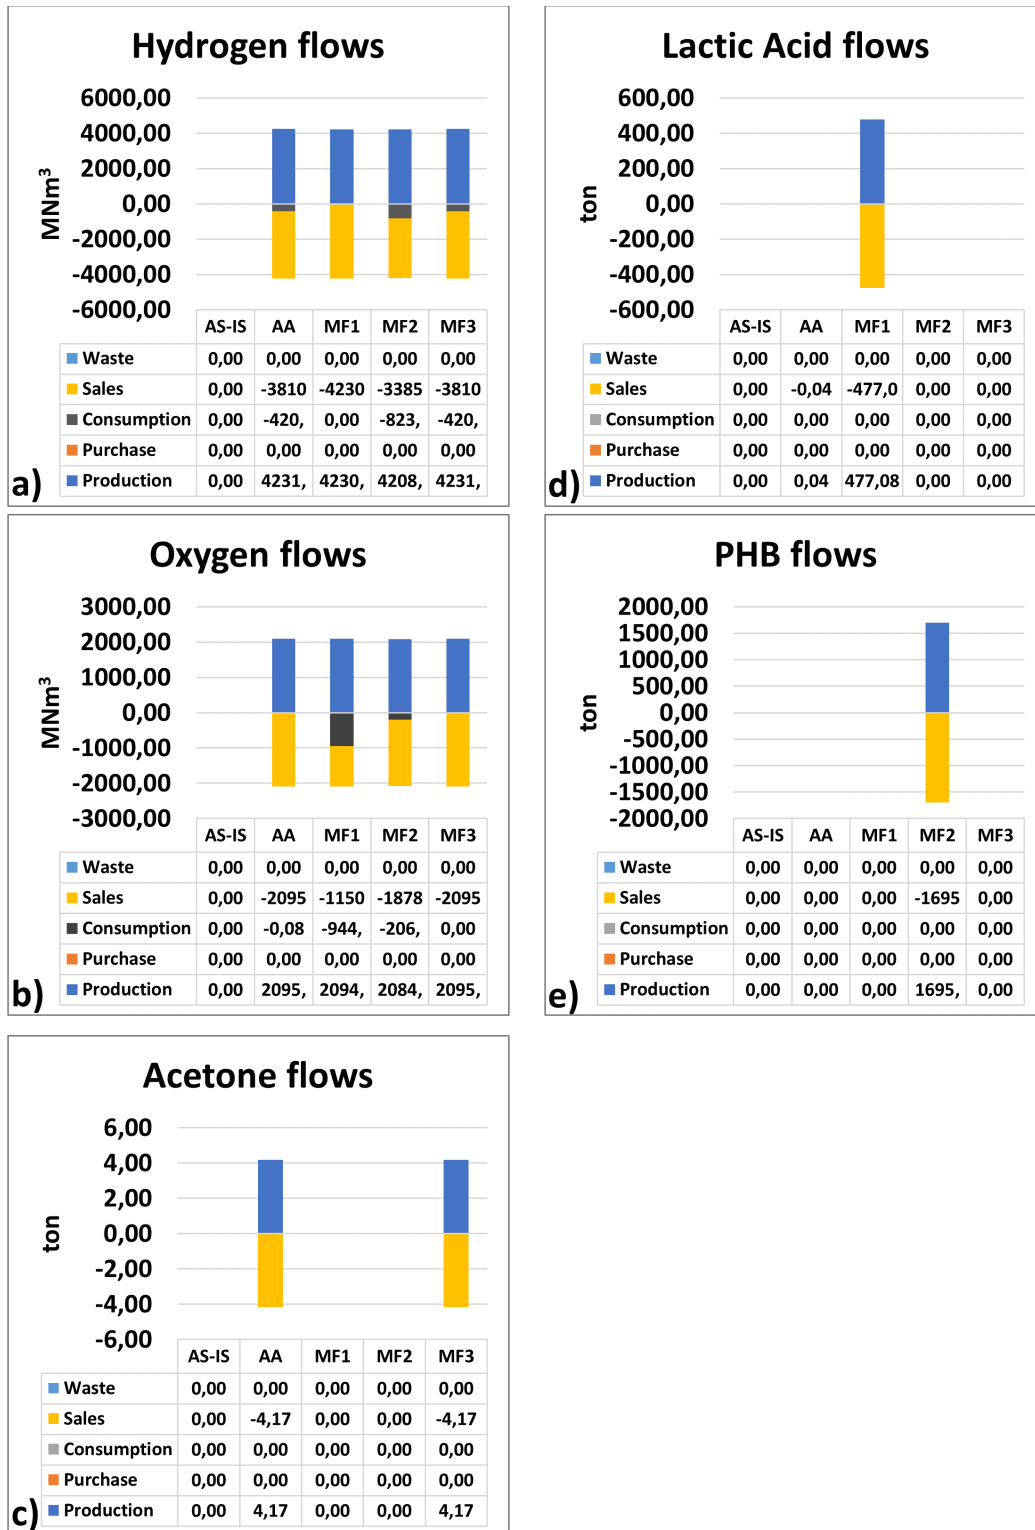 Hydrogen flows
MNm³
6000,00
4000,00
2000,00
0,00
-2000,00
-4000,00
-6000,00
AS-IS AA MF1 MF2 MF3
Waste 0,00 0,00 0,00 0,00 0,00
Sales 0,00 -3810 -4230 -3385 -3810
Consumption 0,00 -420, 0,00 -823, -420,
Purchase 0,00 0,00 0,00 0,00 0,00
Production 0,00 4231, 4230, 4208, 4231,
a)
Lactic Acid flows
ton
600,00
400,00
200,00
0,00
-200,00
-400,00
-600,00
AS-IS AA MF1 MF2 MF3
Waste 0,00 0,00 0,00 0,00 0,00
Sales 0,00 -0,04 -477,0 0,00 0,00
Consumption 0,00 0,00 0,00 0,00 0,00
Purchase 0,00 0,00 0,00 0,00 0,00
Production 0,00 0,04 477,08 0,00 0,00
d)
Oxygen flows
MNm³
3000,00
2000,00
1000,00
0,00
-1000,00
-2000,00
-3000,00
AS-IS AA MF1 MF2 MF3
Waste 0,00 0,00 0,00 0,00 0,00
Sales 0,00 -2095 -1150 -1878 -2095
Consumption 0,00 -0,08 -944, -206, 0,00
Purchase 0,00 0,00 0,00 0,00 0,00
Production 0,00 2095, 2094, 2084, 2095,
b)
PHB flows
ton
2000,00
1500,00
1000,00
500,00
0,00
-500,00
-1000,00
-1500,00
-2000,00
AS-IS AA MF1 MF2 MF3
Waste 0,00 0,00 0,00 0,00 0,00
Sales 0,00 0,00 0,00 -1695 0,00
Consumption 0,00 0,00 0,00 0,00 0,00
Purchase 0,00 0,00 0,00 0,00 0,00
Production 0,00 0,00 0,00 1695, 0,00
e)
Acetone flows
ton
6,00
4,00
2,00
0,00
-2,00
-4,00
-6,00
AS-IS AA MF1 MF2 MF3
Waste 0,00 0,00 0,00 0,00 0,00
Sales 0,00 -4,17 0,00 0,00 -4,17
Consumption 0,00 0,00 0,00 0,00 0,00
Purchase 0,00 0,00 0,00 0,00 0,00
Production 0,00 4,17 0,00 0,00 4,17
c)